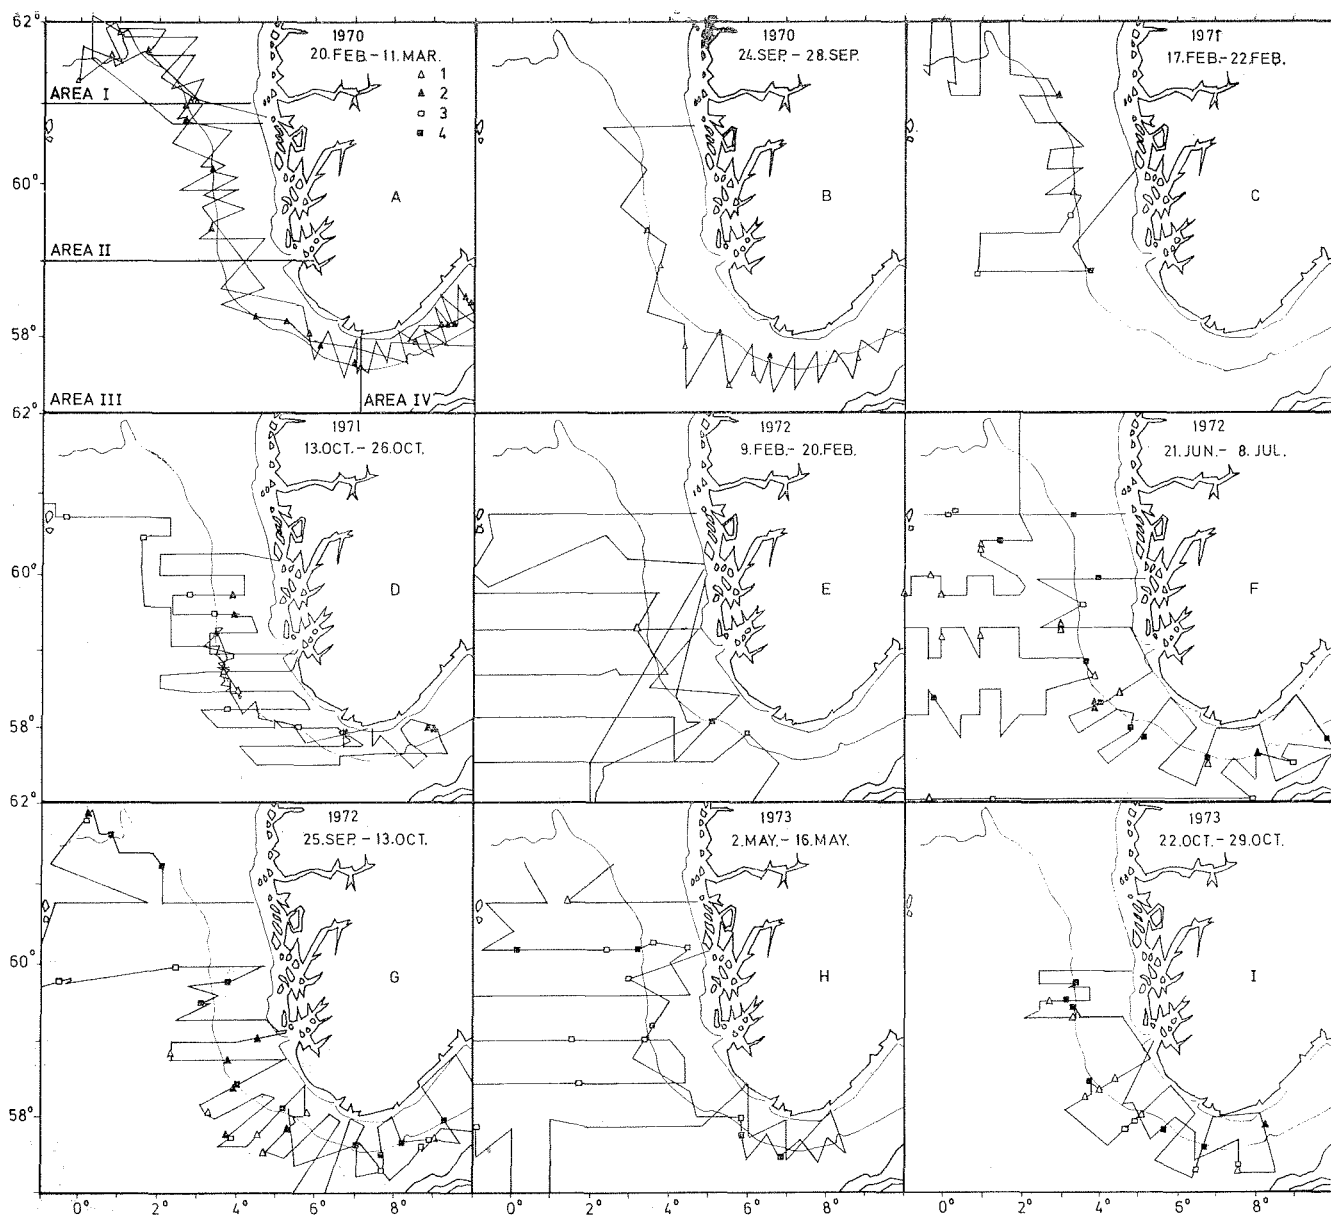 62°
1970
20. FEB. – 11. MAR.
1
2
3
4
AREA I
60°
A
AREA II
58°
AREA III
AREA IV
1970
24. SEP. – 28. SEP.
B
1971
17. FEB. – 22. FEB.
C
62°
1971
13. OCT. – 26. OCT.
60°
D
58°
1972
9. FEB. – 20. FEB.
E
1972
21. JUN. – 8. JUL.
F
62°
1972
25. SEP. – 13. OCT.
60°
G
58°
1973
2. MAY. – 16. MAY.
H
1973
22. OCT. – 29. OCT.
I
0° 2° 4° 6° 8° 0° 2° 4° 6° 8° 0° 2° 4° 6° 8°